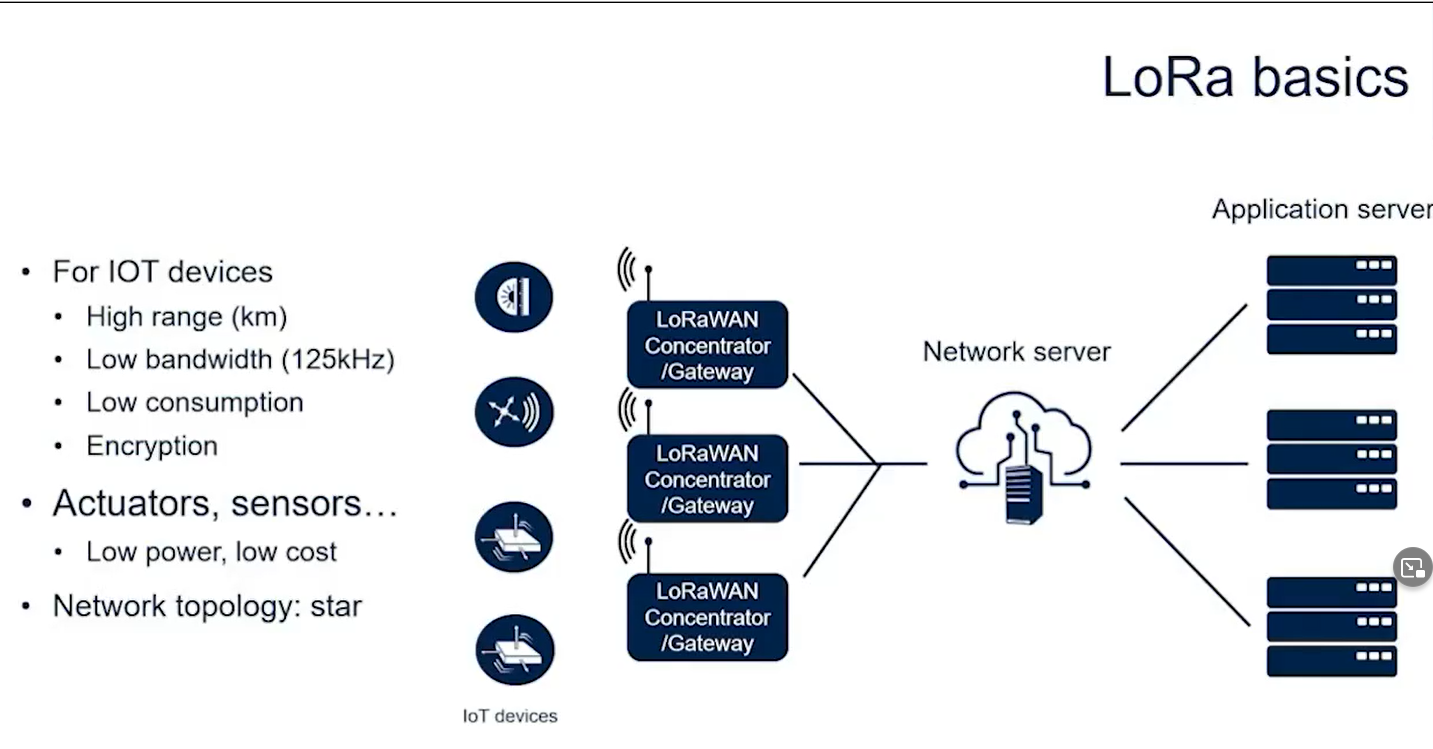 LoRa basics
Application server
• For IOT devices
• High range (km)
• Low bandwidth (125kHz)
• Low consumption
• Encryption
• Actuators, sensors…
• Low power, low cost
• Network topology: star
IoT devices
LoRaWAN
Concentrator
/Gateway
LoRaWAN
Concentrator
/Gateway
LoRaWAN
Concentrator
/Gateway
Network server